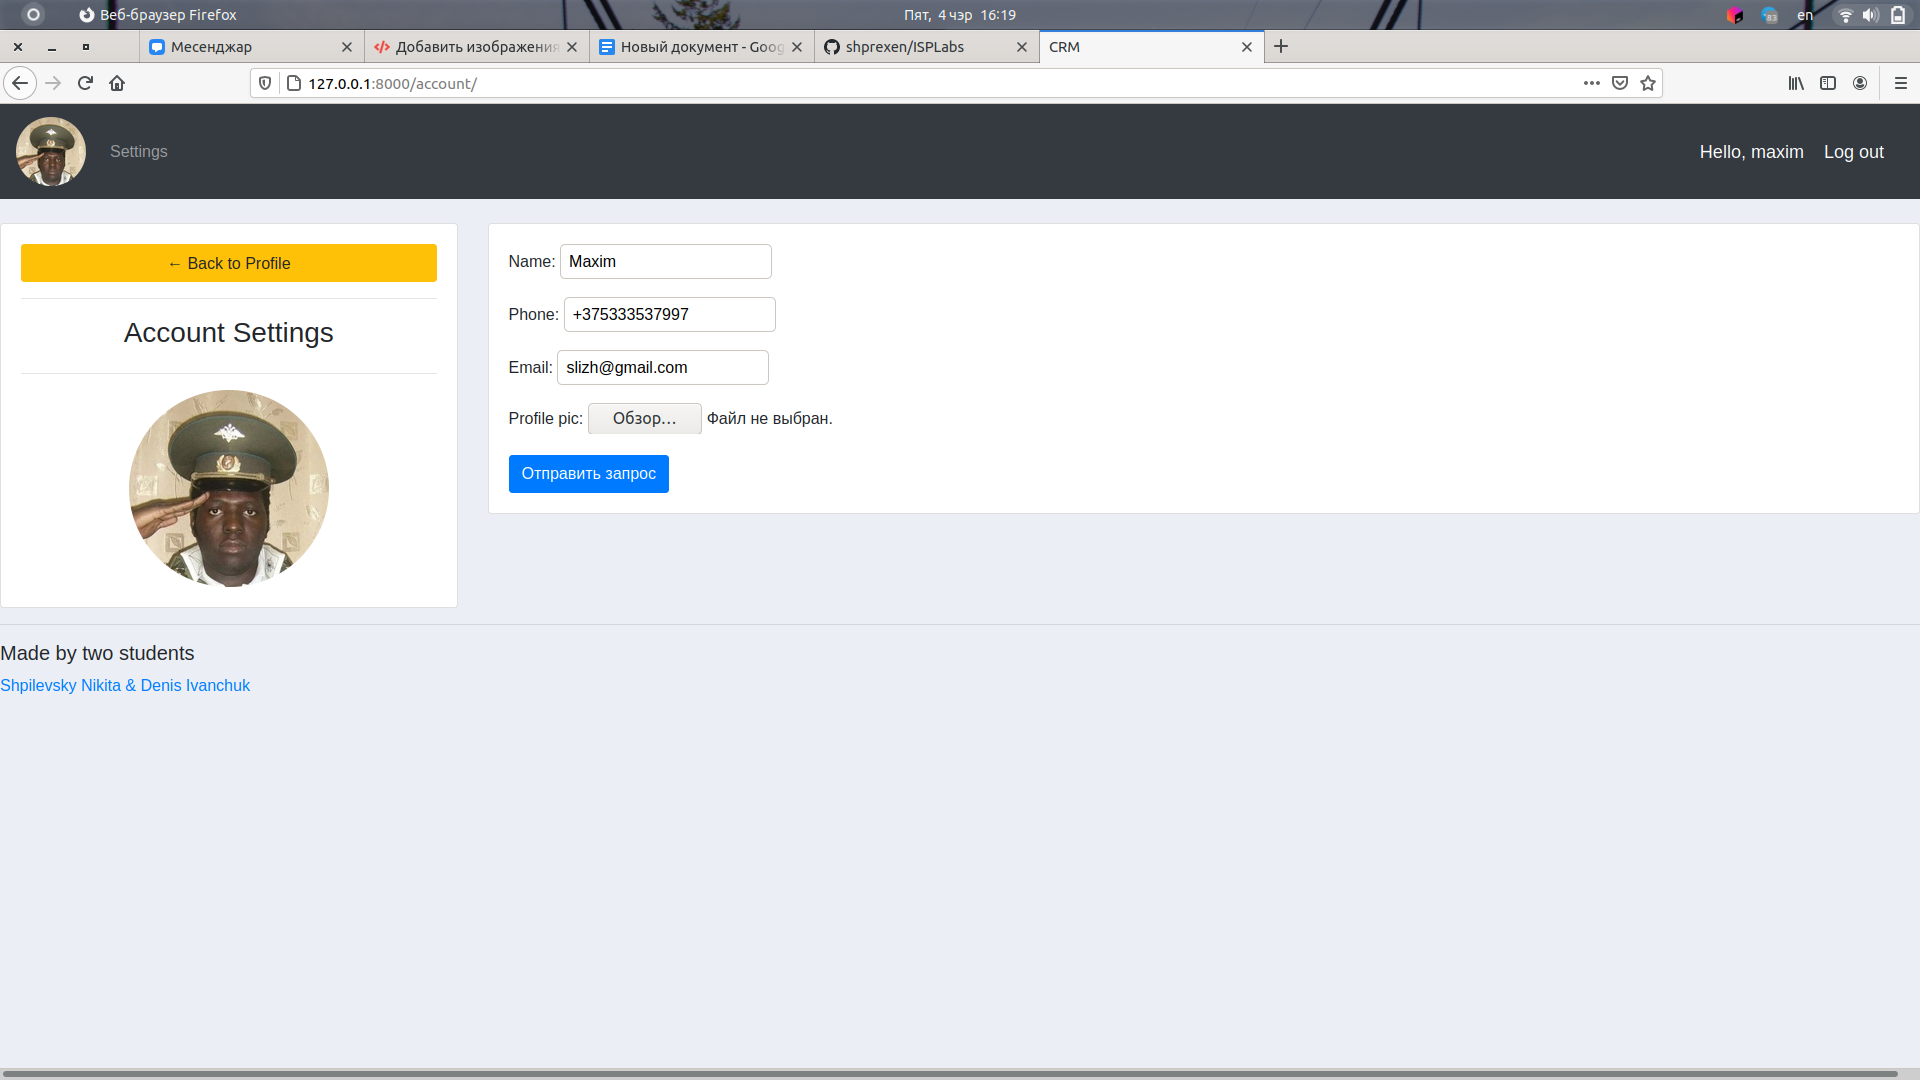 Веб-браузер Firefox
Пят, 4 чэр 16:19
83
en
Месенджар
Добавить изображения
Новый документ - Goog
shprexen/ISPLabs
CRM
127.0.0.1:8000/account/
Settings
Hello, maxim
Log out
← Back to Profile
Account Settings
Name: Maxim
Phone: +375333537997
Email: slizh@gmail.com
Profile pic: Обзор... Файл не выбран.
Отправить запрос
Made by two students
Shpilevsky Nikita & Denis Ivanchuk